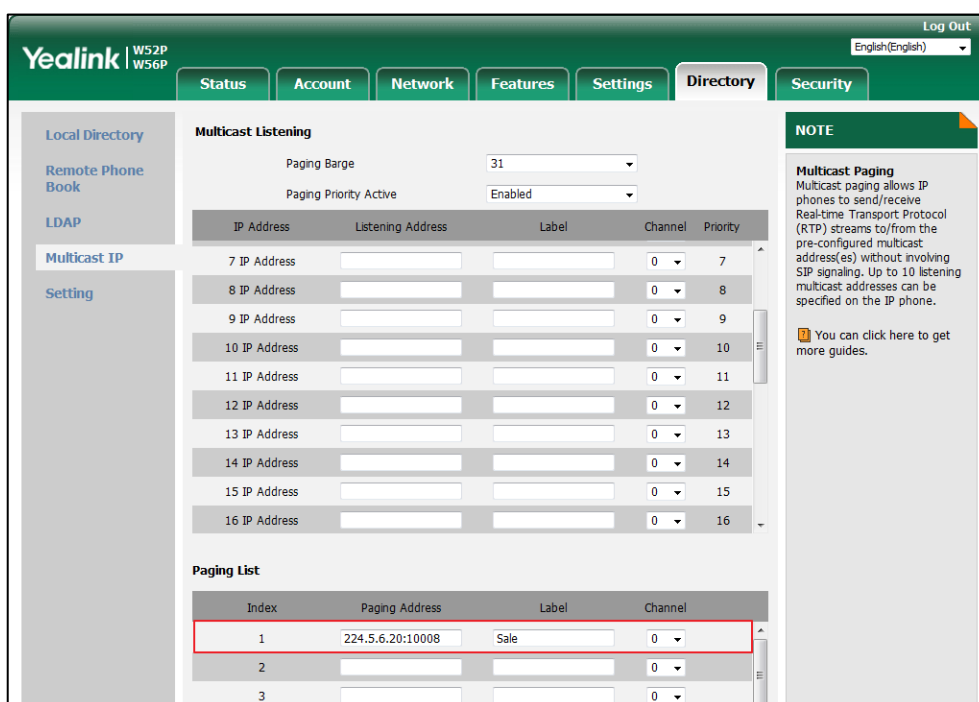 Log Out
Yealink | W52P W56P
English(English)
Status Account Network Features Settings Directory Security
Local Directory
Remote Phone
Book
LDAP
Multicast IP
Setting
Multicast Listening
Paging Barge 31
Paging Priority Active Enabled
IP Address Listening Address Label Channel Priority
7 IP Address 0 7
8 IP Address 0 8
9 IP Address 0 9
10 IP Address 0 10
11 IP Address 0 11
12 IP Address 0 12
13 IP Address 0 13
14 IP Address 0 14
15 IP Address 0 15
16 IP Address 0 16
Paging List
Index Paging Address Label Channel
1 224.5.6.20:10008 Sale 0
2 0
3 0
NOTE
Multicast Paging
Multicast paging allows IP
phones to send/receive
Real-time Transport Protocol
(RTP) streams to/from the
pre-configured multicast
address(es) without involving
SIP signaling. Up to 10 listening
multicast addresses can be
specified on the IP phone.
You can click here to get
more guides.